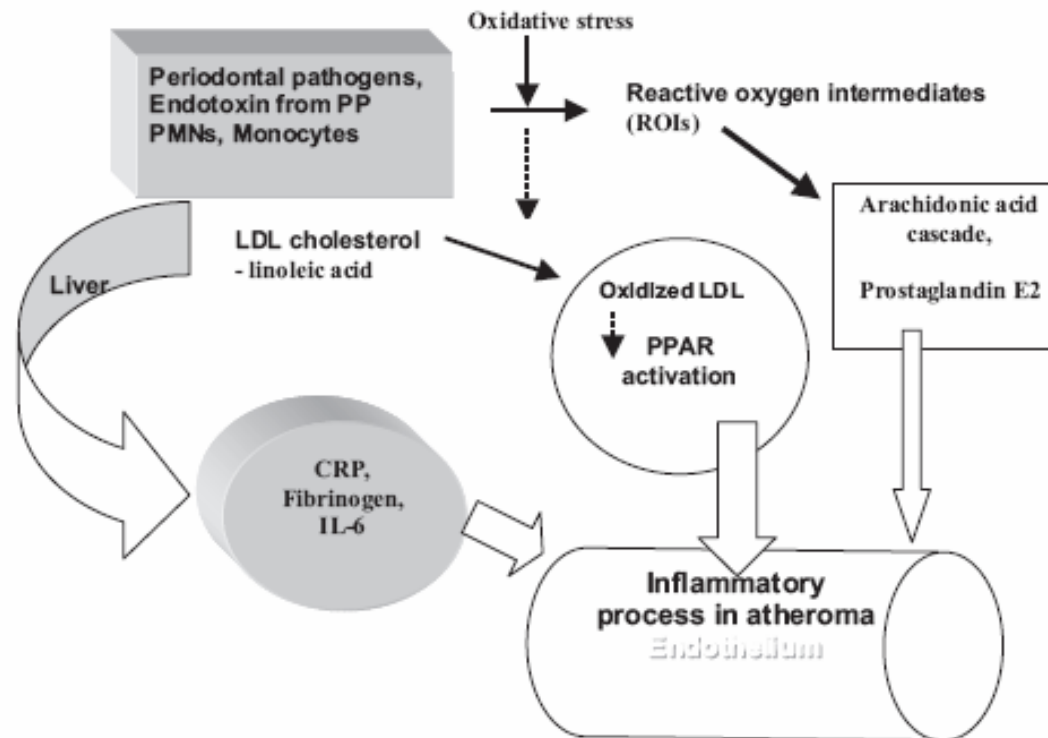 Oxidative stress
Periodontal pathogens,
Endotoxin from PP
PMNs, Monocytes
Reactive oxygen intermediates
(ROIs)
Arachidonic acid
cascade,
Prostaglandin E2
LDL cholesterol
- linoleic acid
Liver
Oxidized LDL
PPAR
activation
CRP,
Fibrinogen,
IL-6
Inflammatory
process in atheroma
Endothelium